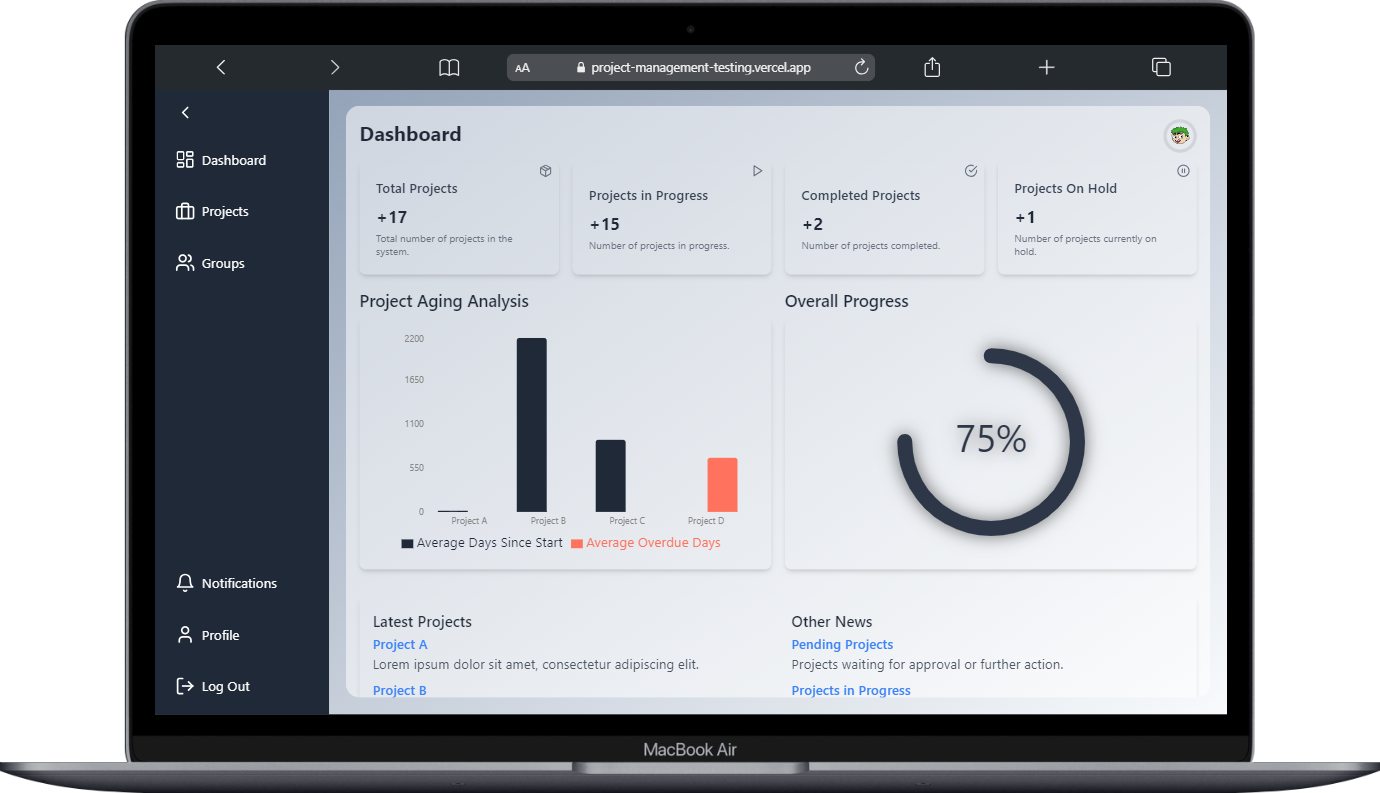 AA project-management-testing.vercel.app
Dashboard
Projects
Groups
Notifications
Profile
Log Out
Dashboard
Total Projects
+17
Total number of projects in the
system.
Projects in Progress
+15
Number of projects in progress.
Completed Projects
+2
Number of projects completed.
Projects On Hold
+1
Number of projects currently on
hold.
Project Aging Analysis
2200
1650
1100
550
0
Project A Project B Project C Project D
Average Days Since Start Average Overdue Days
Overall Progress
75%
Latest Projects
Project A
Lorem ipsum dolor sit amet, consectetur adipiscing elit.
Project B
Other News
Pending Projects
Projects waiting for approval or further action.
Projects in Progress
MacBook Air